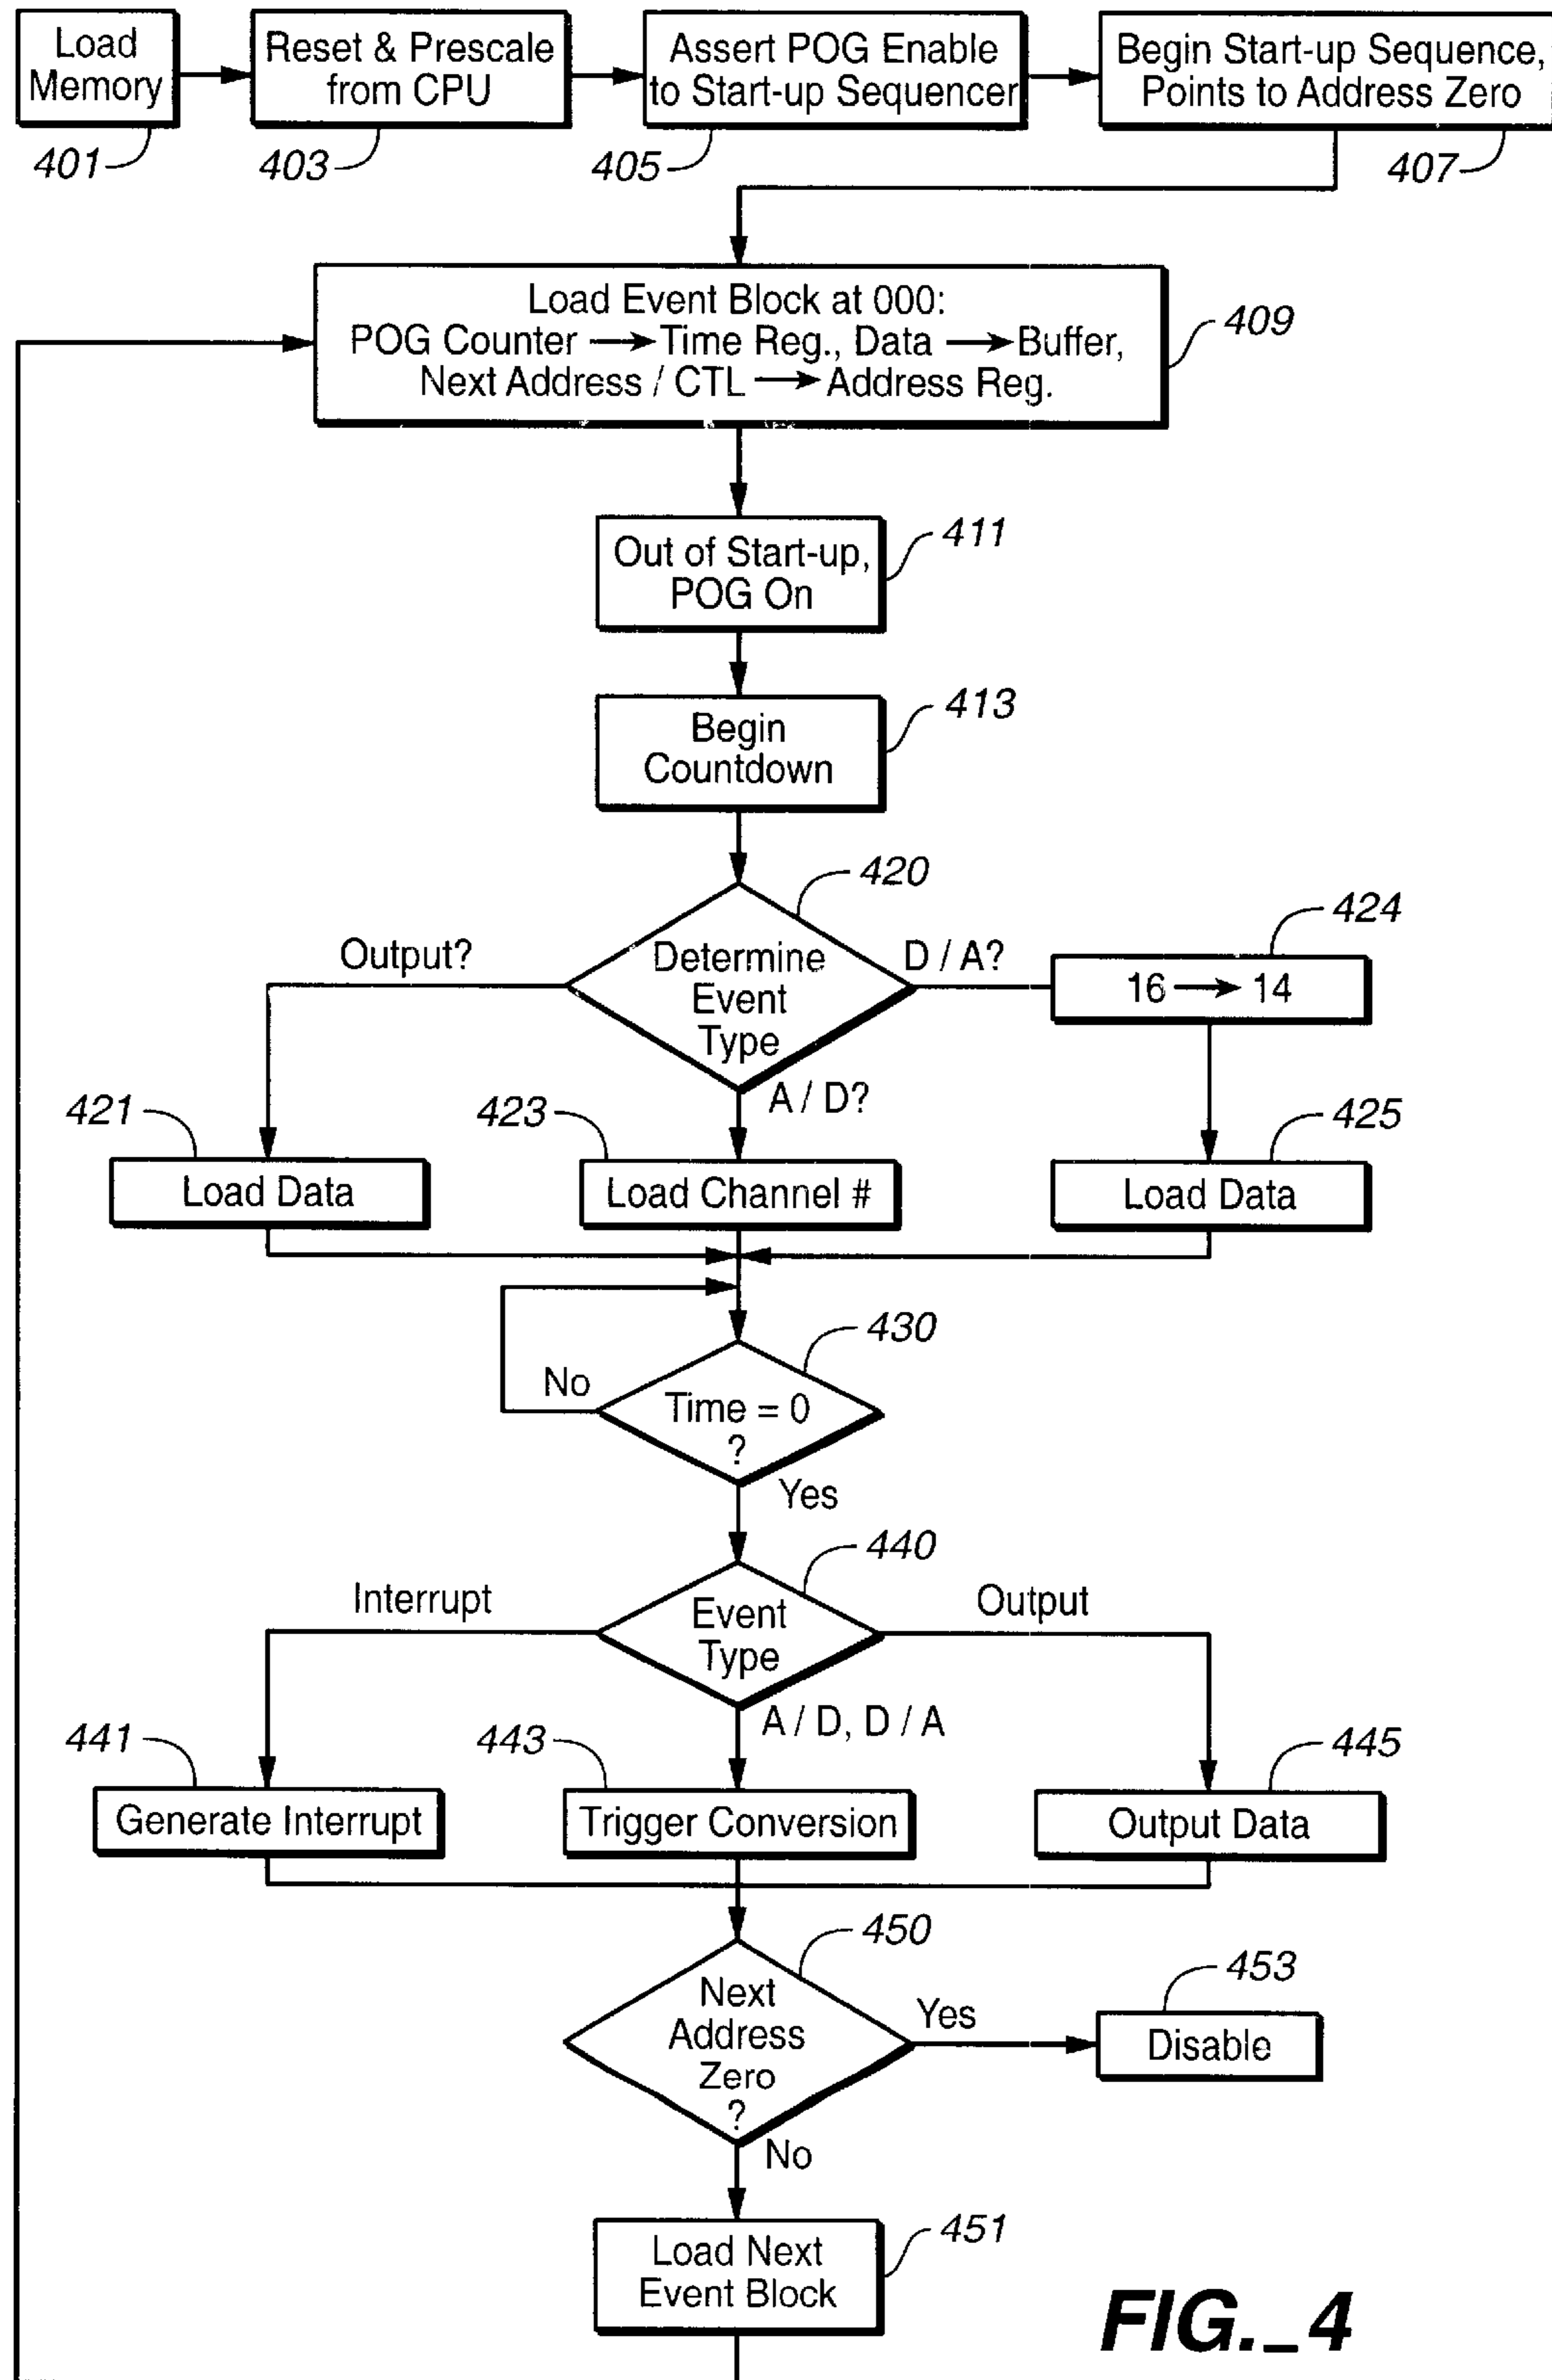 Load
Memory
401
Reset & Prescale
from CPU
403
Assert POG Enable
to Start-up Sequencer
405
Begin Start-up Sequence,
Points to Address Zero
407
Load Event Block at 000:
POG Counter → Time Reg., Data → Buffer,
Next Address / CTL → Address Reg.
409
Out of Start-up,
POG On
411
Begin
Countdown
413
Determine
Event
Type
420
Output?
D / A?
A / D?
16 → 14
424
421
Load Data
423
Load Channel #
425
Load Data
430
Time = 0
?
No
Yes
440
Event
Type
Interrupt
Output
A / D, D / A
441
Generate Interrupt
443
Trigger Conversion
445
Output Data
450
Next
Address
Zero
?
Yes
No
453
Disable
451
Load Next
Event Block
FIG._4